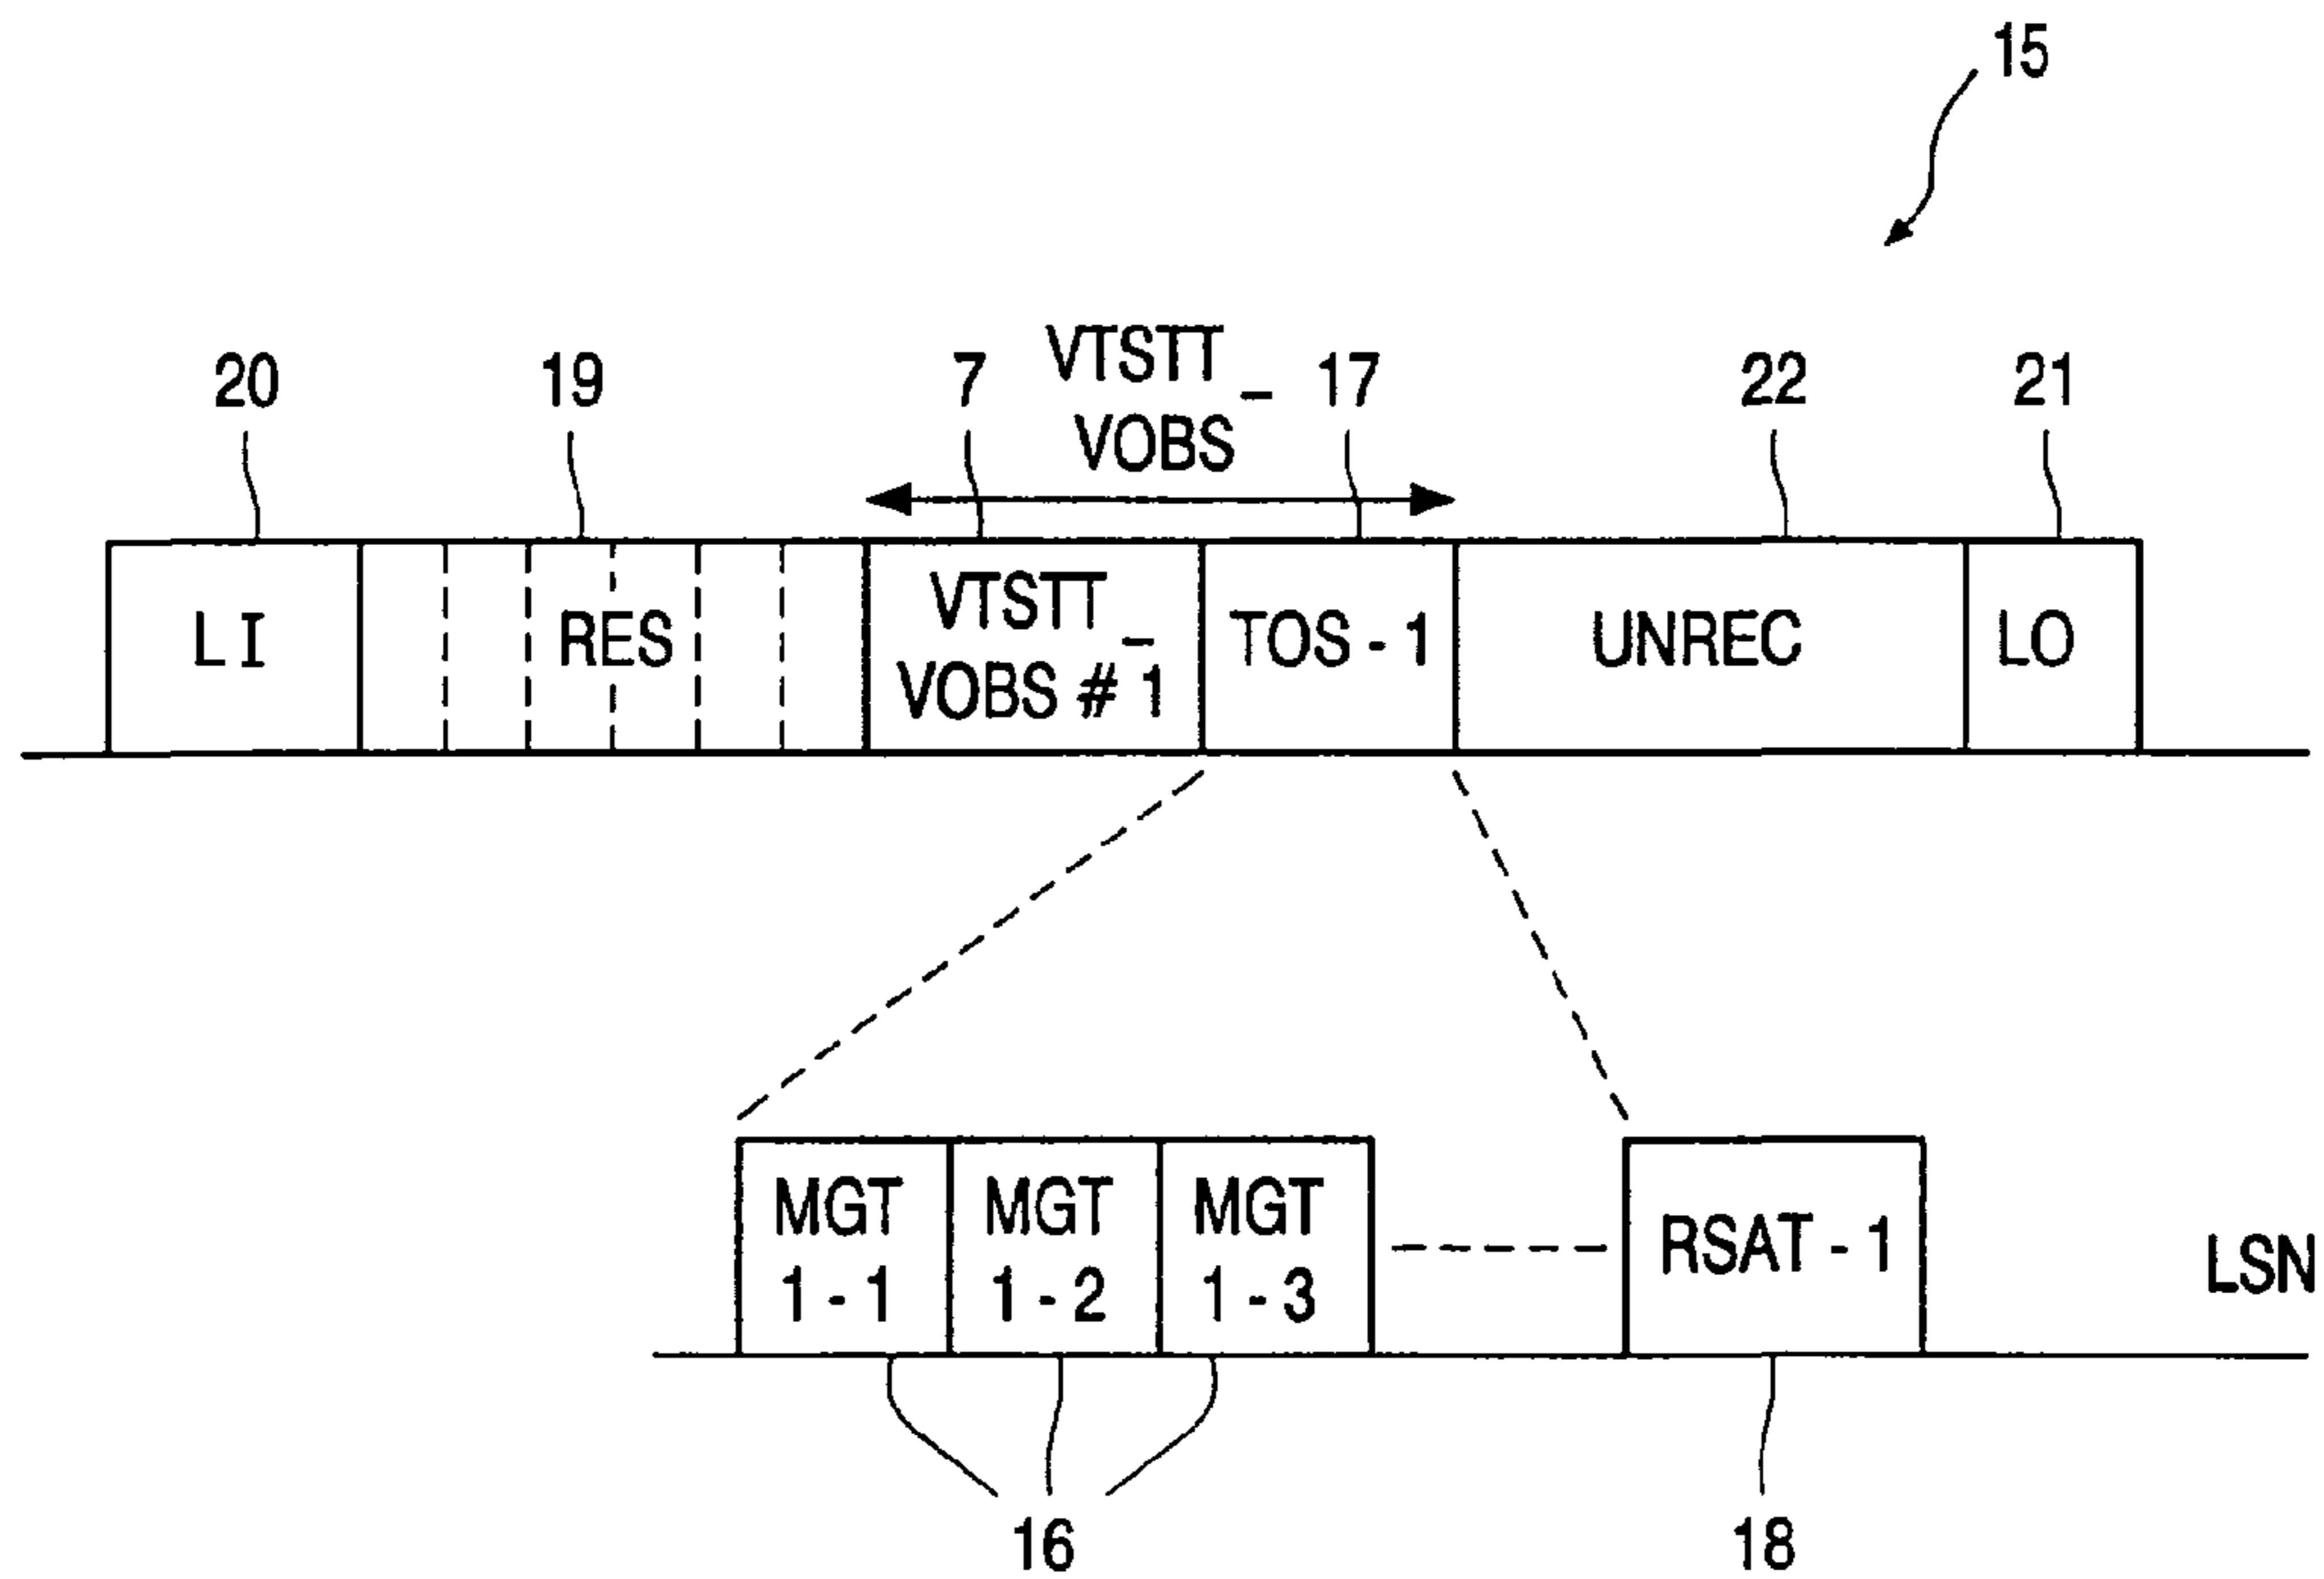 15
20
19
7
VTSTT_
VOBS
17
22
21
LI
RES
VTSTT_
VOBS # 1
TOS - 1
UNREC
LO
MGT
1 - 1
MGT
1 - 2
MGT
1 - 3
RSAT - 1
LSN
16
18